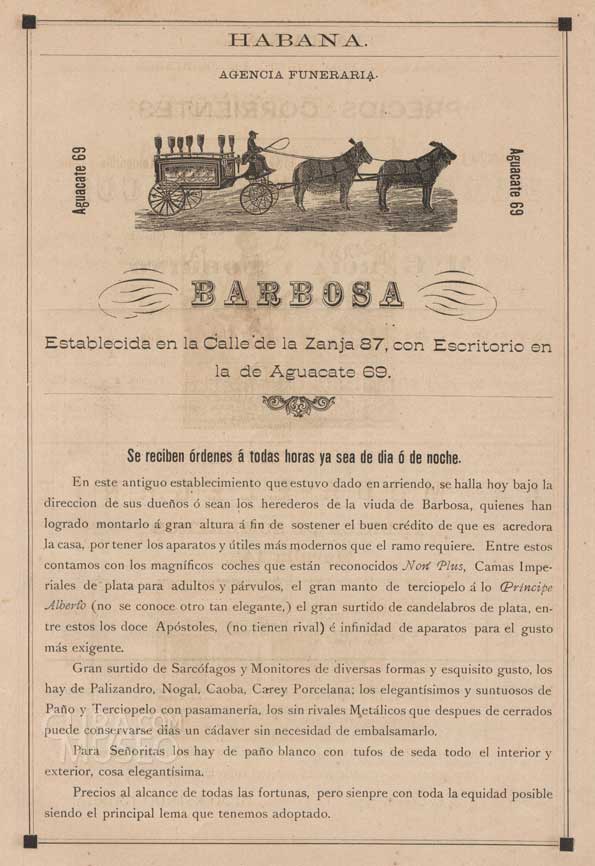 HABANA.
AGENCIA FUNERARIA.
Aguacate 69
Aguacate 69
BARBOSA
Establecida en la Calle de la Zanja 87, con Escritorio en
la de Aguacate 69.
Se reciben órdenes á todas horas ya sea de dia ó de noche.
En este antiguo establecimiento que estuvo dado en arriendo, se halla hoy bajo la
direccion de sus dueños ó sean los herederos de la viuda de Barbosa, quienes han
logrado montarlo á gran altura á fin de sostener el buen crédito de que es acredora
la casa, por tener los aparatos y útiles más modernos que el ramo requiere. Entre estos
contamos con los magníficos coches que están reconocidos Non Plus, Camas Impe-
riales de plata para adultos y párvulos, el gran manto de terciopelo á lo Príncipe
Alberto (no se conoce otro tan elegante,) el gran surtido de candelabros de plata, en-
tre estos los doce Apóstoles, (no tienen rival) é infinidad de aparatos para el gusto
más exigente.
Gran surtido de Sarcófagos y Monitores de diversas formas y esquisito gusto, los
hay de Palizandro, Nogal, Caoba, Carey Porcelana; los elegantísimos y suntuosos de
Paño y Terciopelo con pasamanería, los sin rivales Metálicos que despues de cerrados
puede conservarse dias un cádaver sin necesidad de embalsamarlo.
Para Señoritas los hay de paño blanco con tufos de seda todo el interior y
exterior, cosa elegantísima.
Precios al alcance de todas las fortunas, pero sienpre con toda la equidad posible
siendo el principal lema que tenemos adoptado.
CUBA
MUSEO
.COM